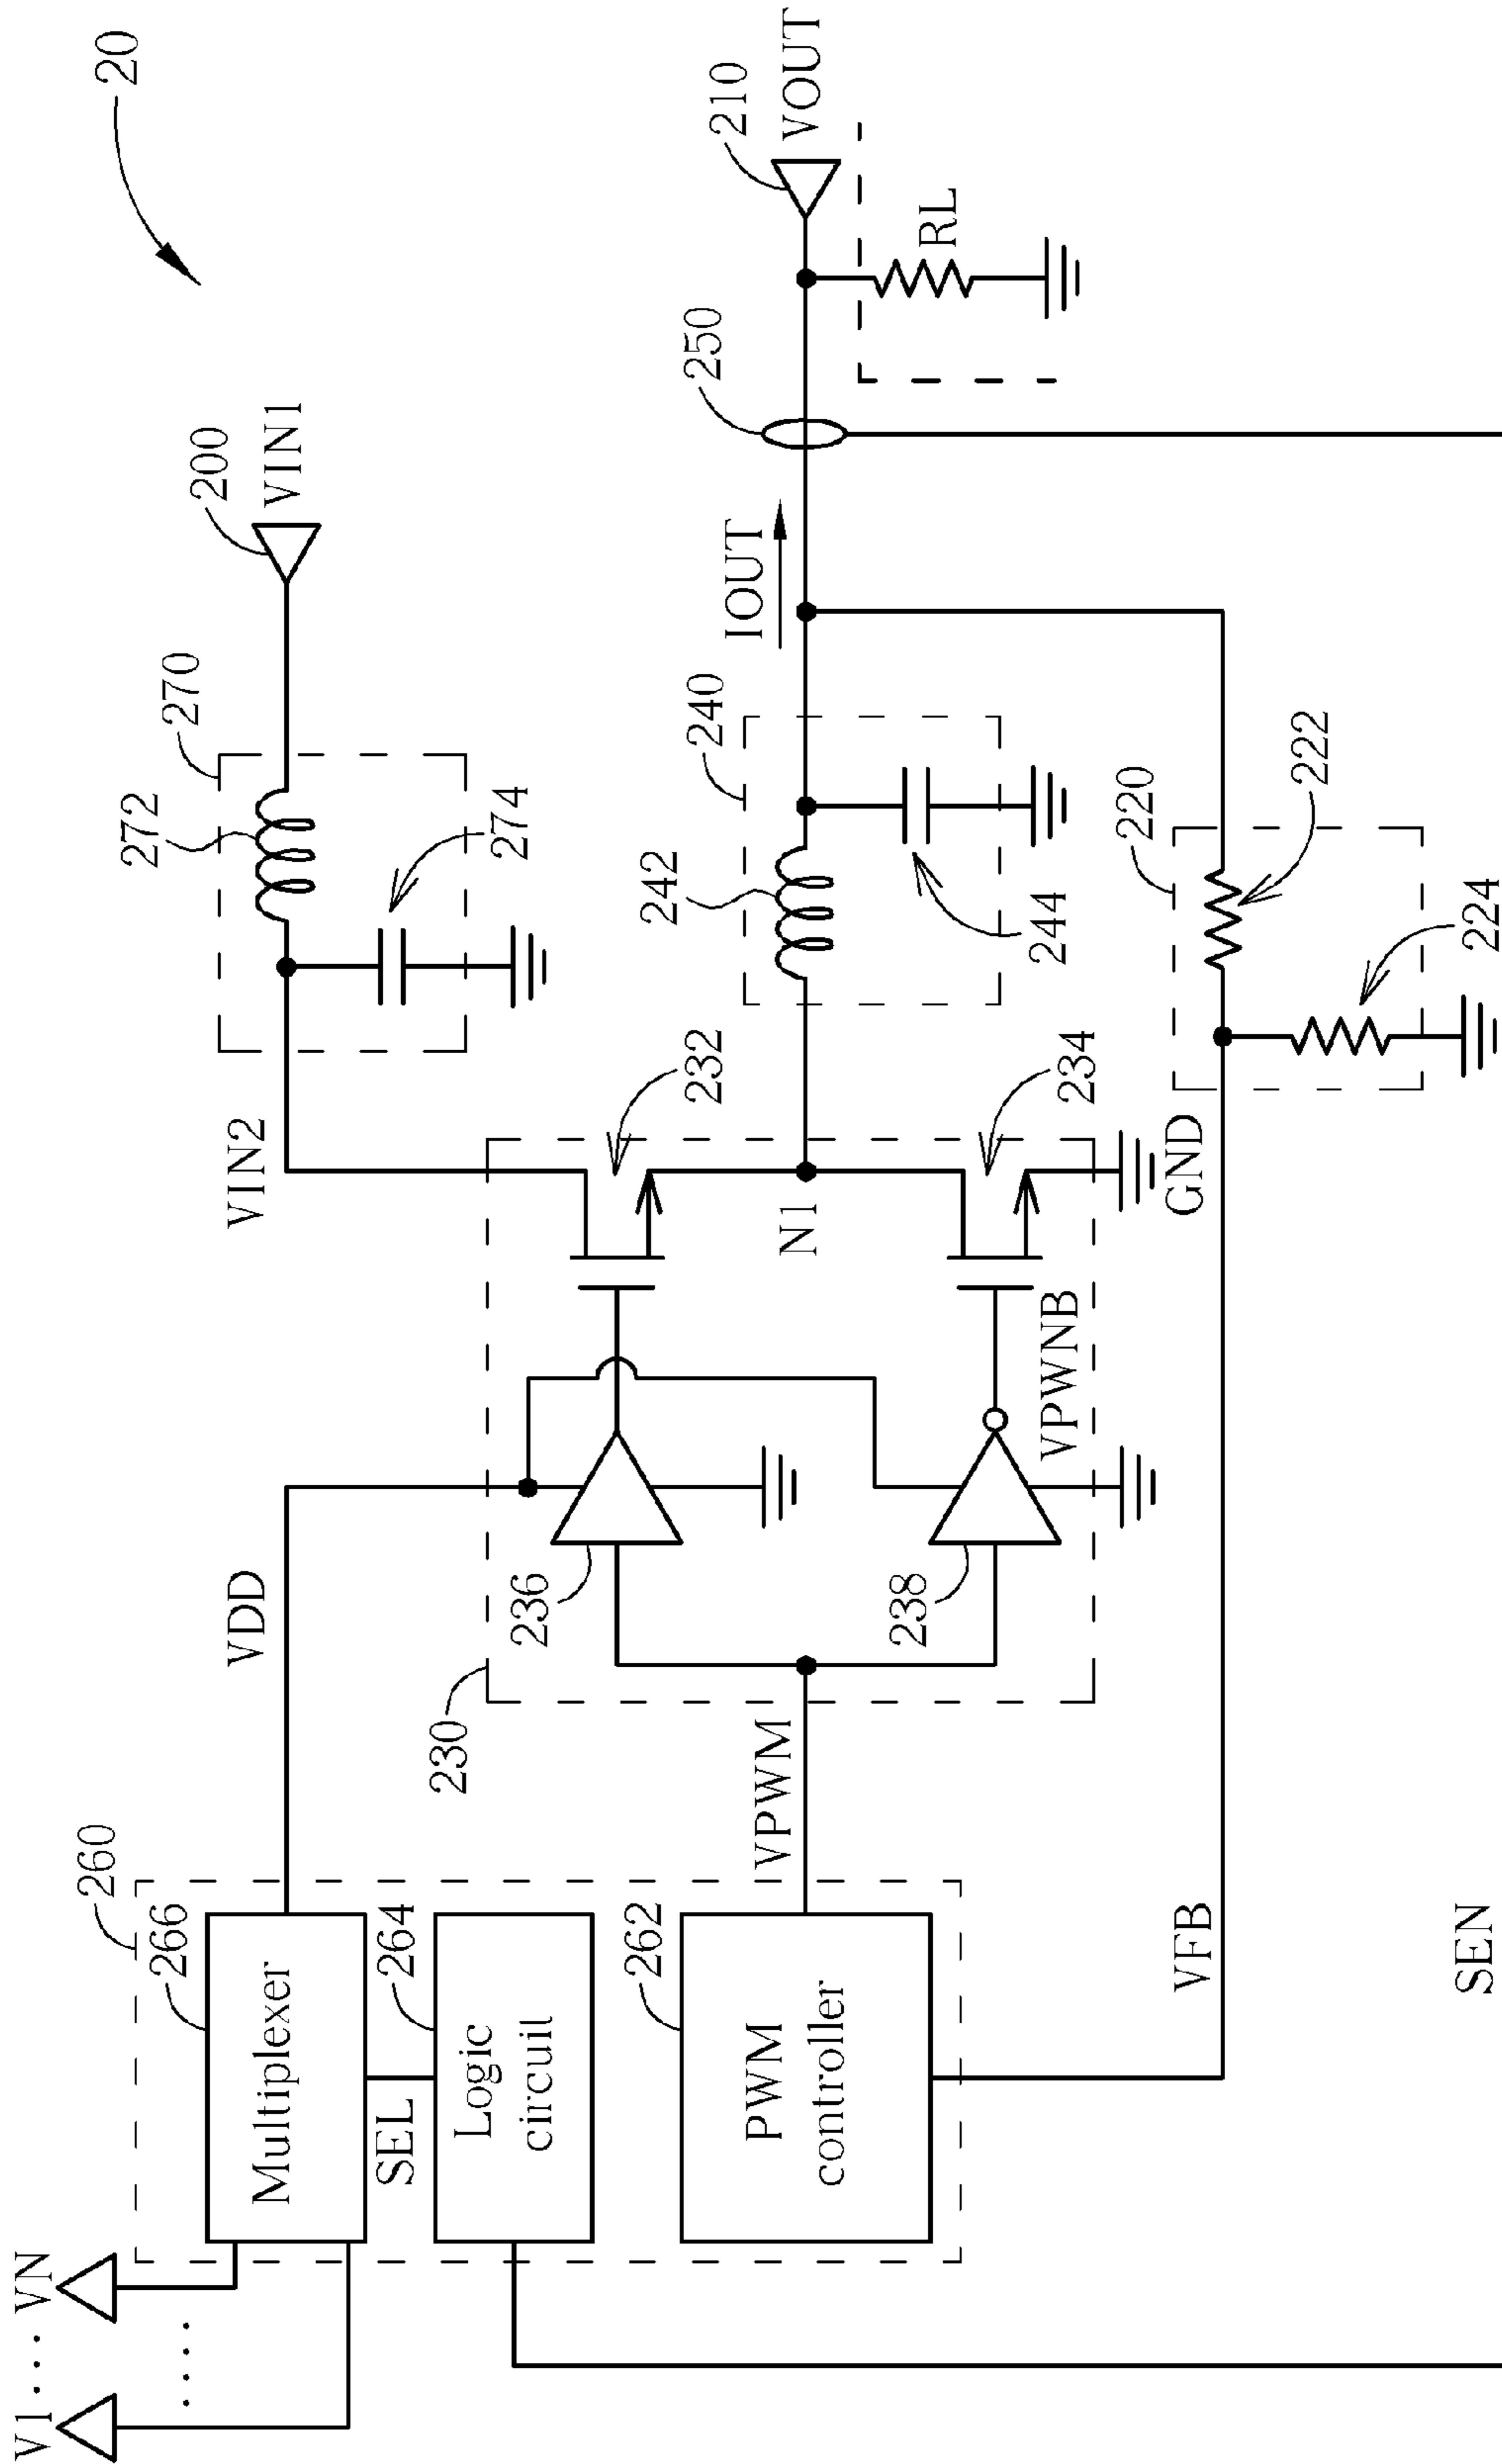 20
V1 .... VN
260
266
Multiplexer
SEL
264
Logic
circuit
262
PWM
controller
VDD
230
236
238
VPWM
VPWNB
VIN2
232
N1
234
GND
270
272
274
200
VIN1
240
242
244
IOUT
250
210
VOUT
RL
220
222
224
VFB
SEN